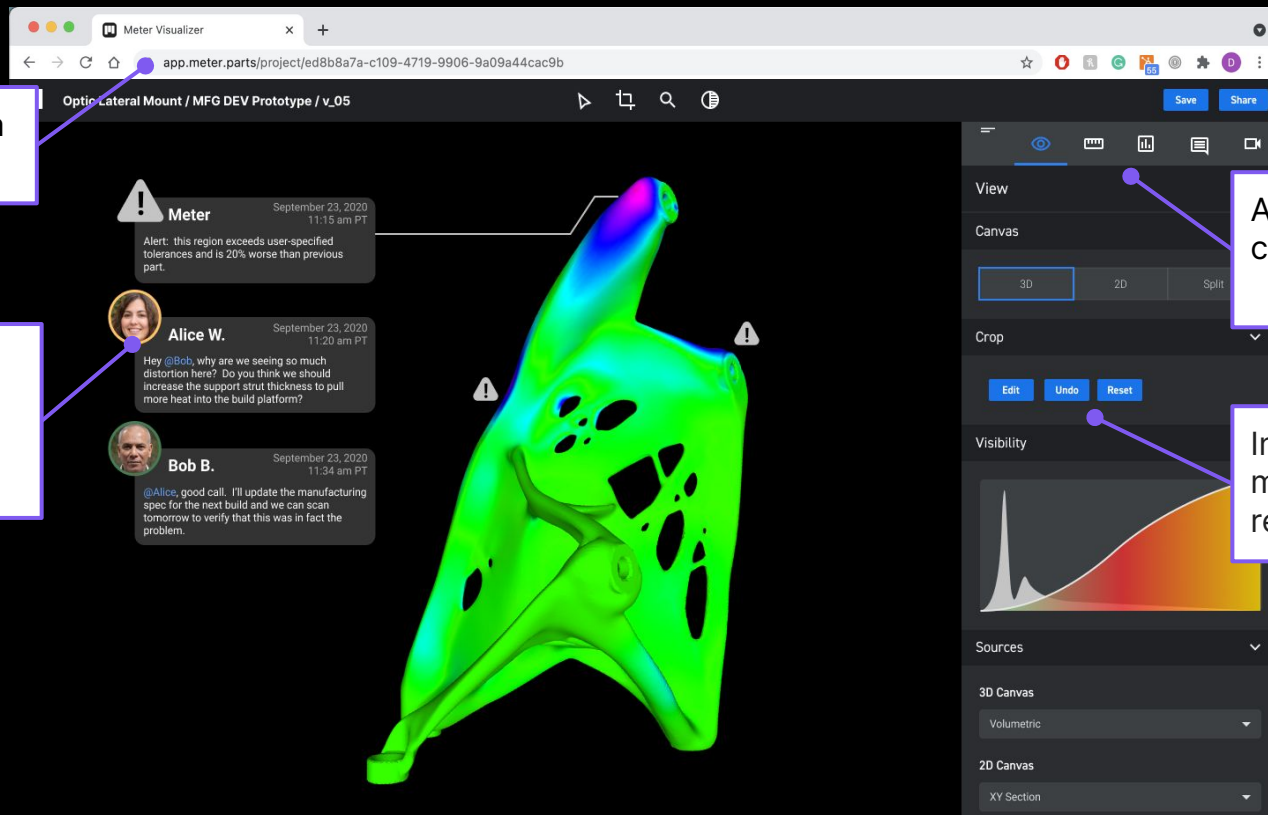 Meter Visualizer
app.meter.parts/project/ed8b8a7a-c109-4719-9906-9a09a44cac9b
55
D
Optic Lateral Mount / MFG DEV Prototype / v_05
Save
Share
Meter
September 23, 2020
11:15 am PT
Alert: this region exceeds user-specified
tolerances and is 20% worse than previous
part.
Alice W.
September 23, 2020
11:20 am PT
Hey @Bob, why are we seeing so much
distortion here? Do you think we should
increase the support strut thickness to pull
more heat into the build platform?
Bob B.
September 23, 2020
11:34 am PT
@Alice, good call. I'll update the manufacturing
spec for the next build and we can scan
tomorrow to verify that this was in fact the
problem.
View
Canvas
3D
2D
Split
Crop
Edit
Undo
Reset
Visibility
Sources
3D Canvas
Volumetric
2D Canvas
XY Section